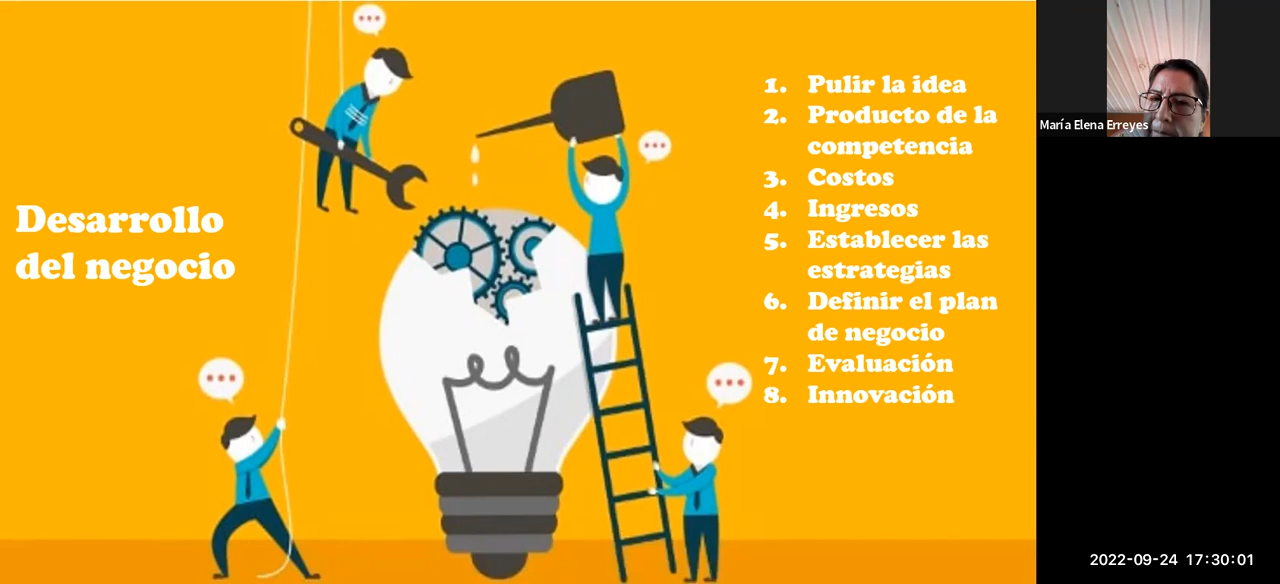 Desarrollo
del negocio
1. Pulir la idea
2. Producto de la
competencia
3. Costos
4. Ingresos
5. Establecer las
estrategias
6. Definir el plan
de negocio
7. Evaluación
8. Innovación
María Elena Erreyes
2022-09-24 17:30:01